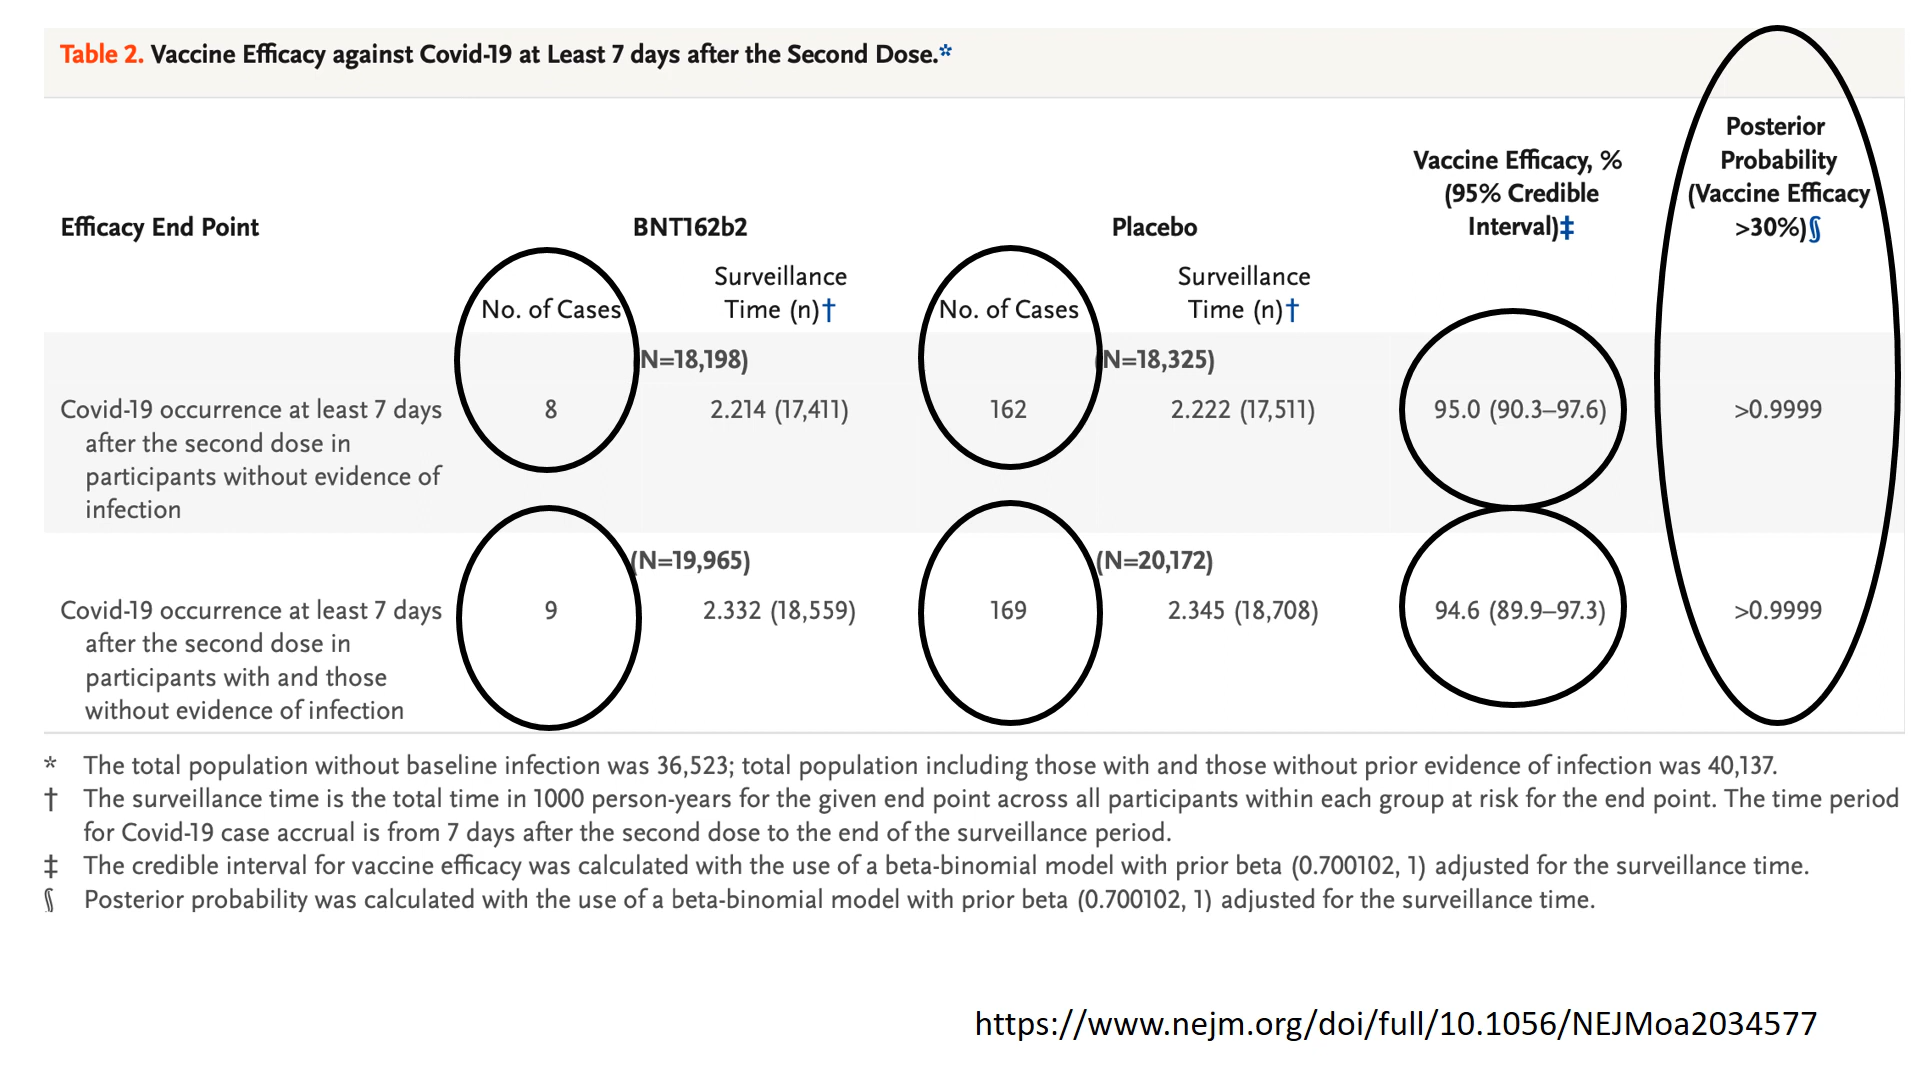 Table 2. Vaccine Efficacy against Covid-19 at Least 7 days after the Second Dose.*
Efficacy End Point
BNT162b2
Placebo
Vaccine Efficacy, %
(95% Credible
Interval)‡
Posterior
Probability
(Vaccine Efficacy
>30%)§
No. of Cases
Surveillance
Time (n)†
No. of Cases
Surveillance
Time (n)†
(N=18,198)
(N=18,325)
Covid-19 occurrence at least 7 days
after the second dose in
participants without evidence of
infection
8
2.214 (17,411)
162
2.222 (17,511)
95.0 (90.3–97.6)
>0.9999
(N=19,965)
(N=20,172)
Covid-19 occurrence at least 7 days
after the second dose in
participants with and those
without evidence of infection
9
2.332 (18,559)
169
2.345 (18,708)
94.6 (89.9–97.3)
>0.9999
* The total population without baseline infection was 36,523; total population including those with and those without prior evidence of infection was 40,137.
† The surveillance time is the total time in 1000 person-years for the given end point across all participants within each group at risk for the end point. The time period
for Covid-19 case accrual is from 7 days after the second dose to the end of the surveillance period.
‡ The credible interval for vaccine efficacy was calculated with the use of a beta-binomial model with prior beta (0.700102, 1) adjusted for the surveillance time.
§ Posterior probability was calculated with the use of a beta-binomial model with prior beta (0.700102, 1) adjusted for the surveillance time.
https://www.nejm.org/doi/full/10.1056/NEJMoa2034577